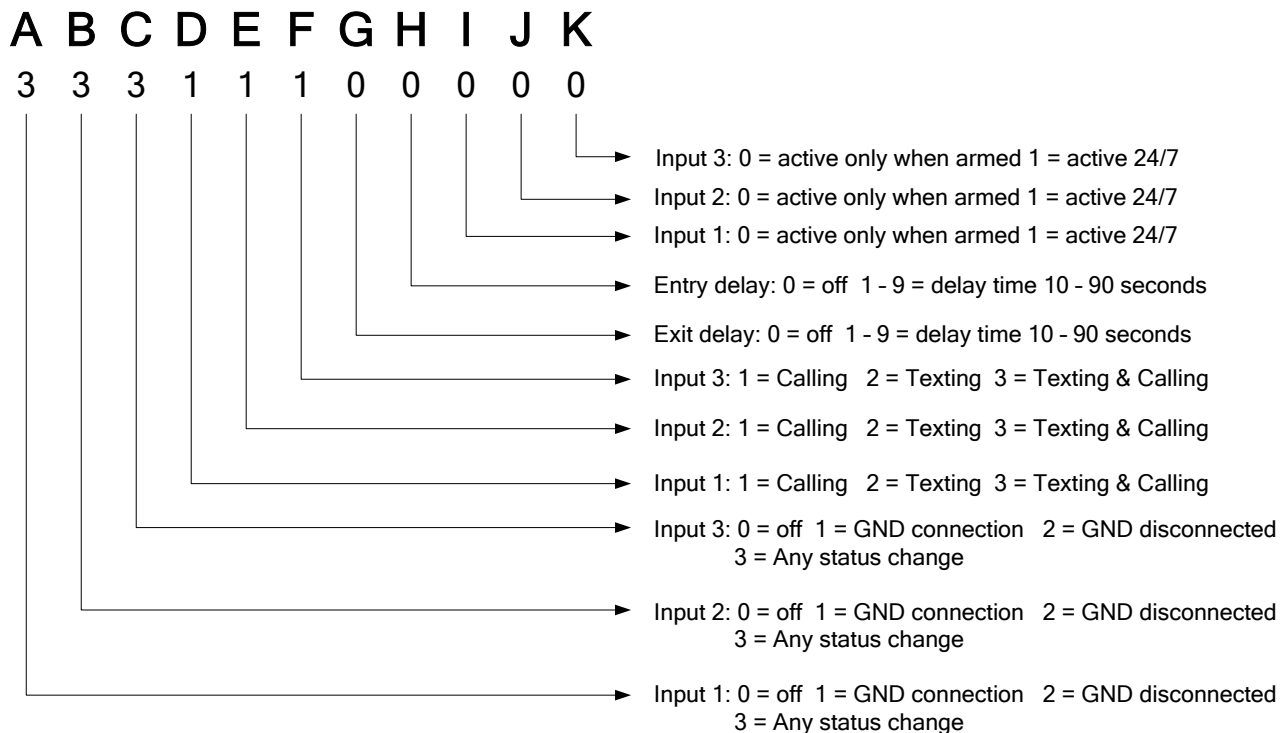 A B C D E F G H I J K
3 3 3 1 1 1 0 0 0 0 0
Input 3: 0 = active only when armed 1 = active 24/7
Input 2: 0 = active only when armed 1 = active 24/7
Input 1: 0 = active only when armed 1 = active 24/7
Entry delay: 0 = off 1 - 9 = delay time 10 - 90 seconds
Exit delay: 0 = off 1 - 9 = delay time 10 - 90 seconds
Input 3: 1 = Calling 2 = Texting 3 = Texting & Calling
Input 2: 1 = Calling 2 = Texting 3 = Texting & Calling
Input 1: 1 = Calling 2 = Texting 3 = Texting & Calling
Input 3: 0 = off 1 = GND connection 2 = GND disconnected
3 = Any status change
Input 2: 0 = off 1 = GND connection 2 = GND disconnected
3 = Any status change
Input 1: 0 = off 1 = GND connection 2 = GND disconnected
3 = Any status change